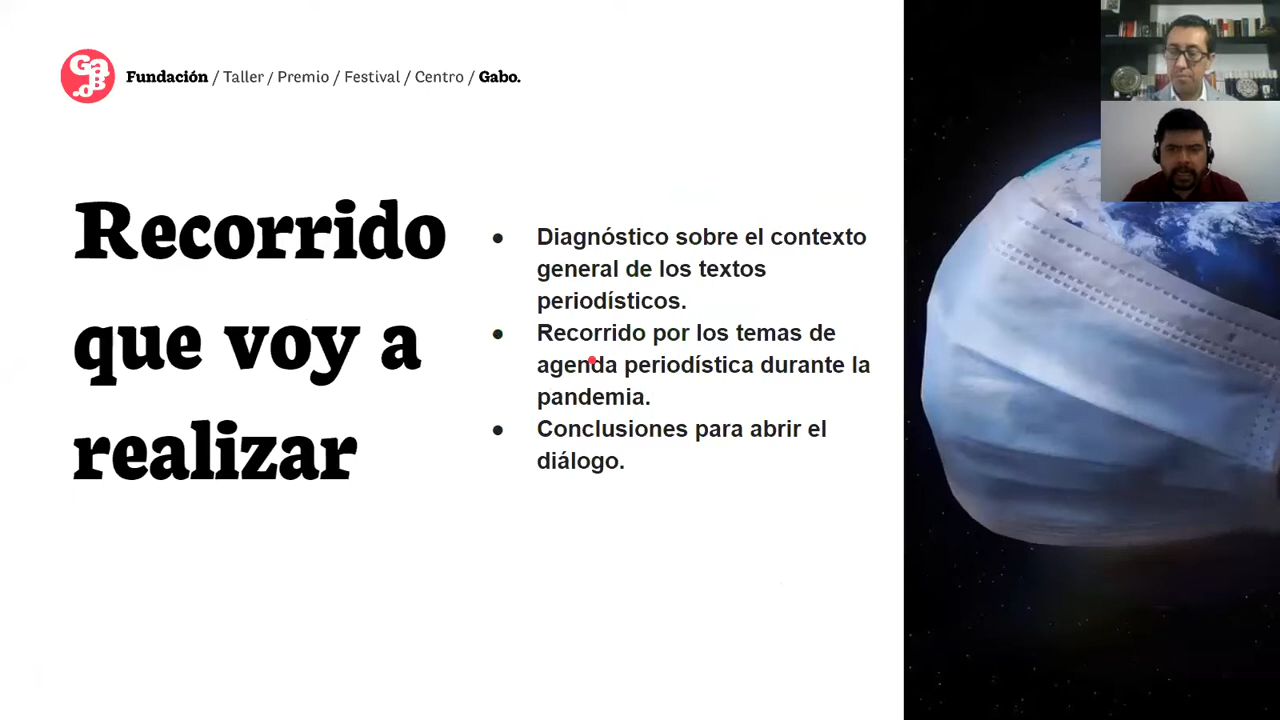 Gabo.
Fundación / Taller / Premio / Festival / Centro / Gabo.
Recorrido
que voy a
realizar
• Diagnóstico sobre el contexto
general de los textos
periodísticos.
• Recorrido por los temas de
agenda periodística durante la
pandemia.
• Conclusiones para abrir el
diálogo.